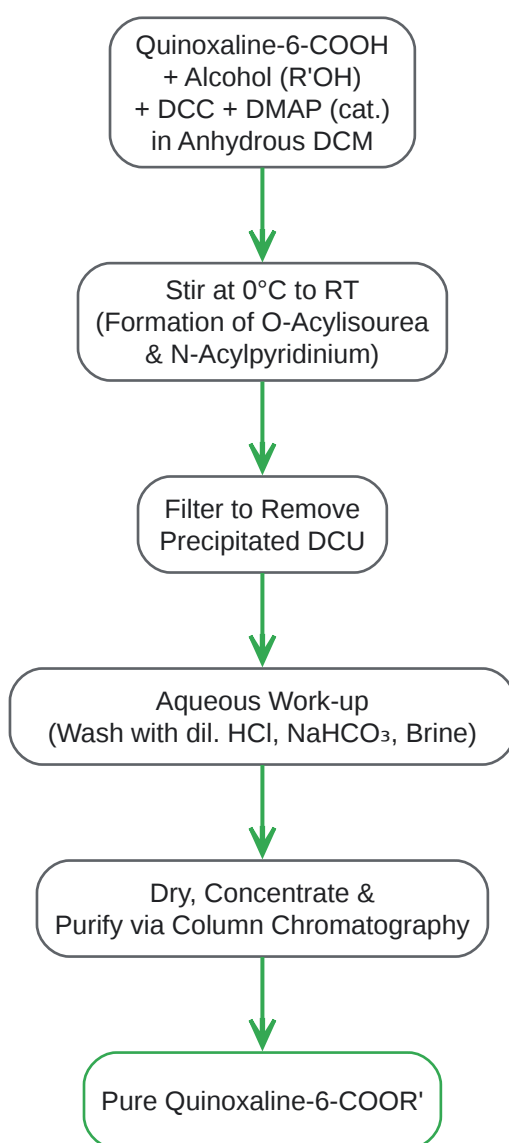 Quinoxaline-6-COOH
+ Alcohol (R'OH)
+ DCC + DMAP (cat.)
in Anhydrous DCM
Stir at 0°C to RT
(Formation of O-Acylisourea
& N-Acylpyridinium)
Filter to Remove
Precipitated DCU
Aqueous Work-up
(Wash with dil. HCl, NaHCO₃, Brine)
Dry, Concentrate &
Purify via Column Chromatography
Pure Quinoxaline-6-COOR'